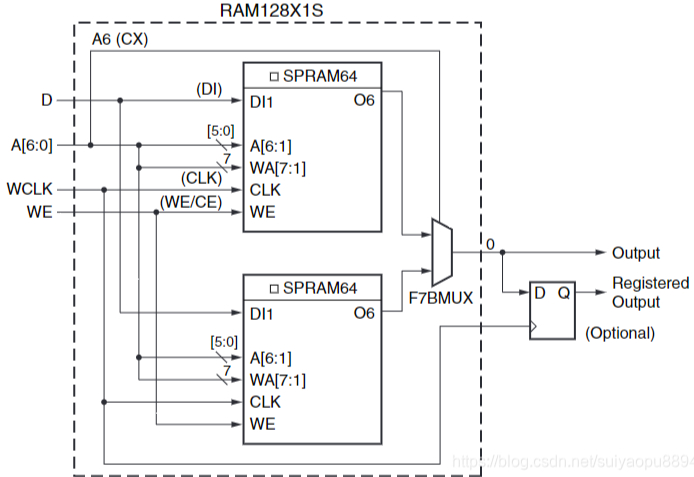 RAM128X1S
A6 (CX)
□ SPRAM64
D
(DI)
DI1
O6
[5:0]
A[6:0]
A[6:1]
7
WA[7:1]
(CLK)
WCLK
CLK
(WE/CE)
WE
WE
0
Output
□ SPRAM64
F7BMUX
D Q
Registered
Output
DI1
O6
(Optional)
[5:0]
A[6:1]
7
WA[7:1]
CLK
WE
https://blog.csdn.net/suiyaopu8894